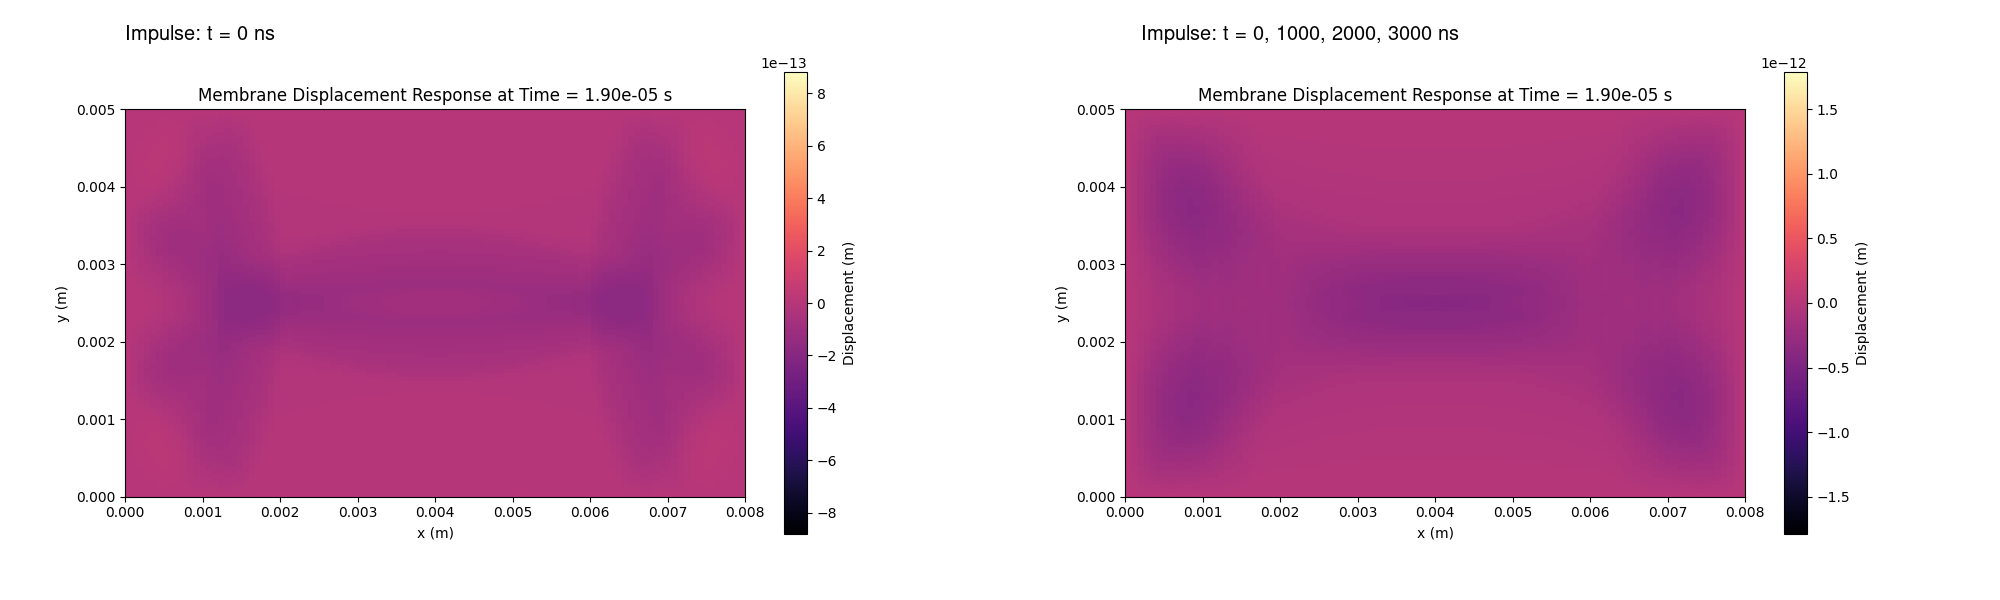 Impulse: t = 0 ns
1e−13
Membrane Displacement Response at Time = 1.90e-05 s
0.005
0.004
0.003
0.002
0.001
0.000
y (m)
0.000 0.001 0.002 0.003 0.004 0.005 0.006 0.007 0.008
x (m)
8
6
4
2
0
−2
−4
−6
−8
Displacement (m)
Impulse: t = 0, 1000, 2000, 3000 ns
1e−12
Membrane Displacement Response at Time = 1.90e-05 s
0.005
0.004
0.003
0.002
0.001
0.000
y (m)
0.000 0.001 0.002 0.003 0.004 0.005 0.006 0.007 0.008
x (m)
1.5
1.0
0.5
0.0
−0.5
−1.0
−1.5
Displacement (m)